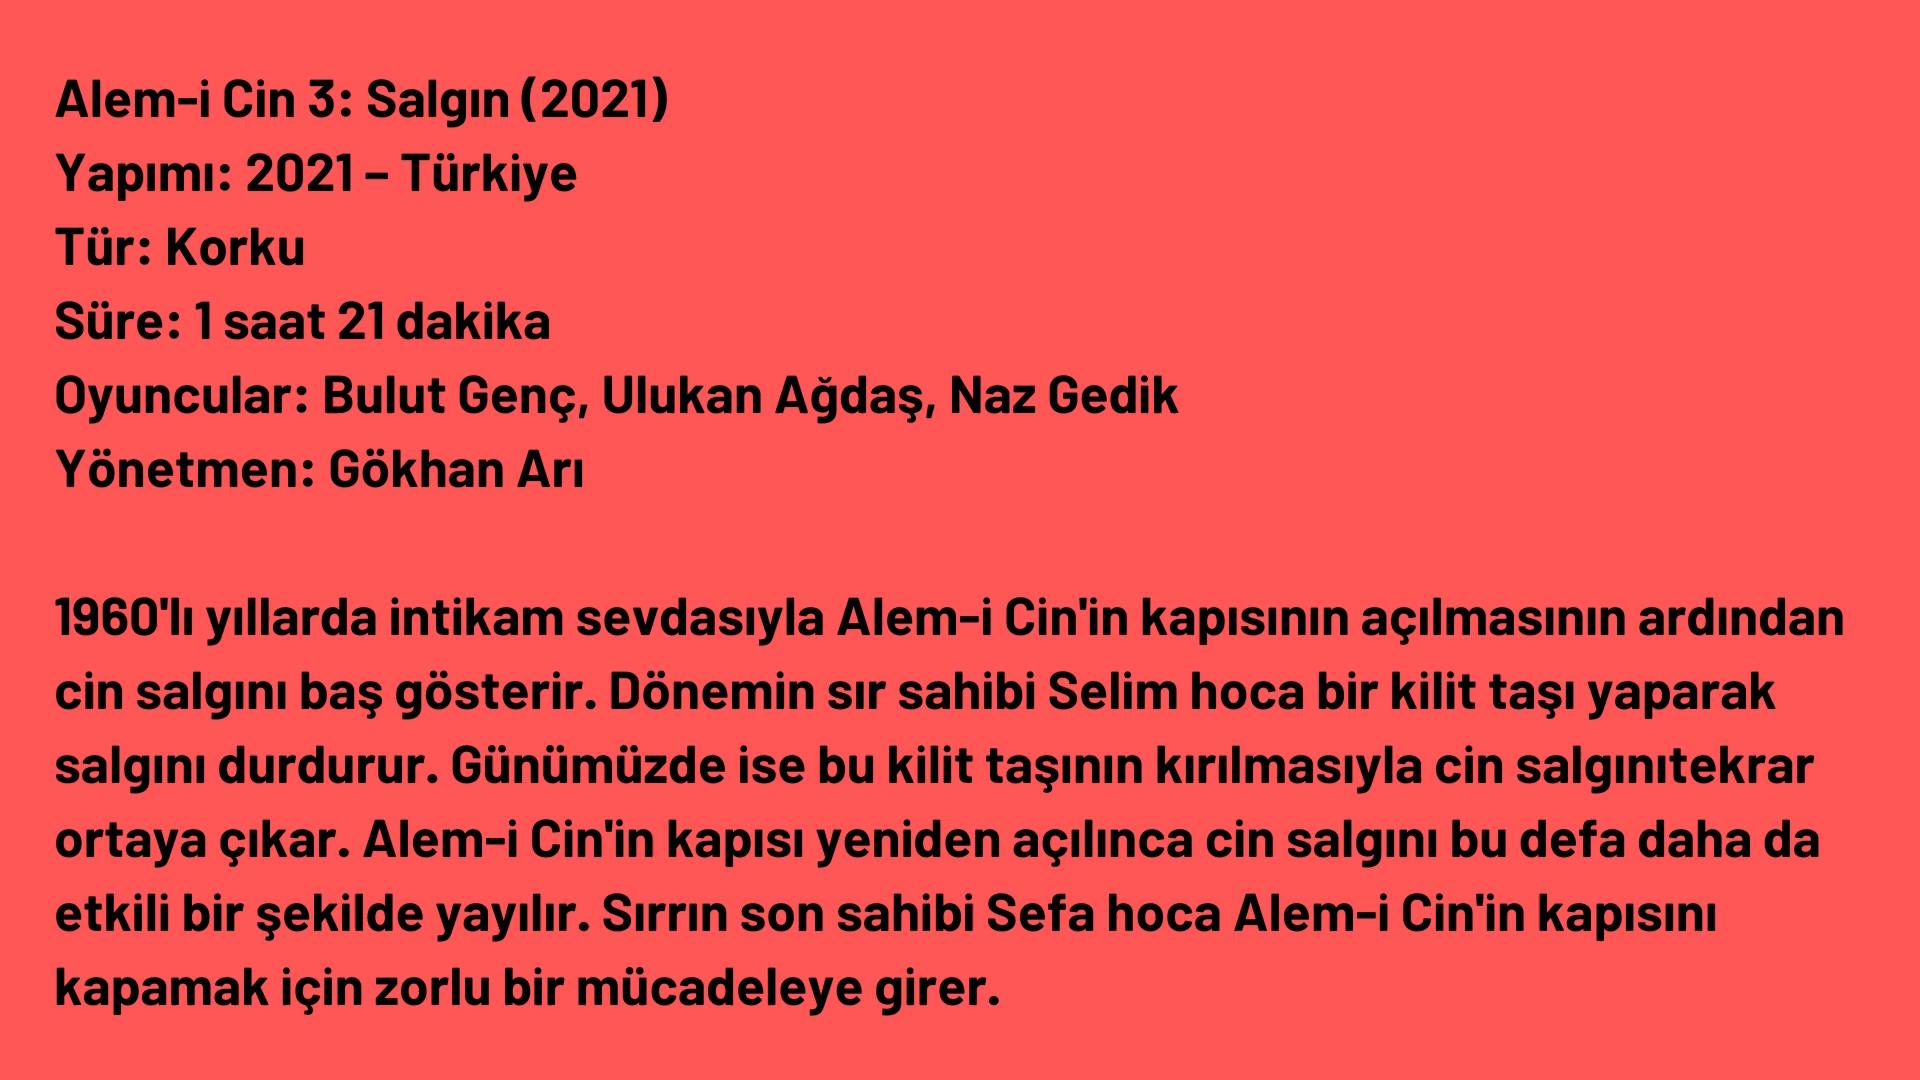 Alem-i Cin 3: Salgın (2021)
Yapımı: 2021 – Türkiye
Tür: Korku
Süre: 1 saat 21 dakika
Oyuncular: Bulut Genç, Ulukan Ağdaş, Naz Gedik
Yönetmen: Gökhan Arı
1960'lı yıllarda intikam sevdasıyla Alem-i Cin'in kapısının açılmasının ardından
cin salgını baş gösterir. Dönemin sır sahibi Selim hoca bir kilit taşı yaparak
salgını durdurur. Günümüzde ise bu kilit taşının kırılmasıyla cin salgınıtekrar
ortaya çıkar. Alem-i Cin'in kapısı yeniden açılınca cin salgını bu defa daha da
etkili bir şekilde yayılır. Sırrın son sahibi Sefa hoca Alem-i Cin'in kapısını
kapamak için zorlu bir mücadeleye girer.